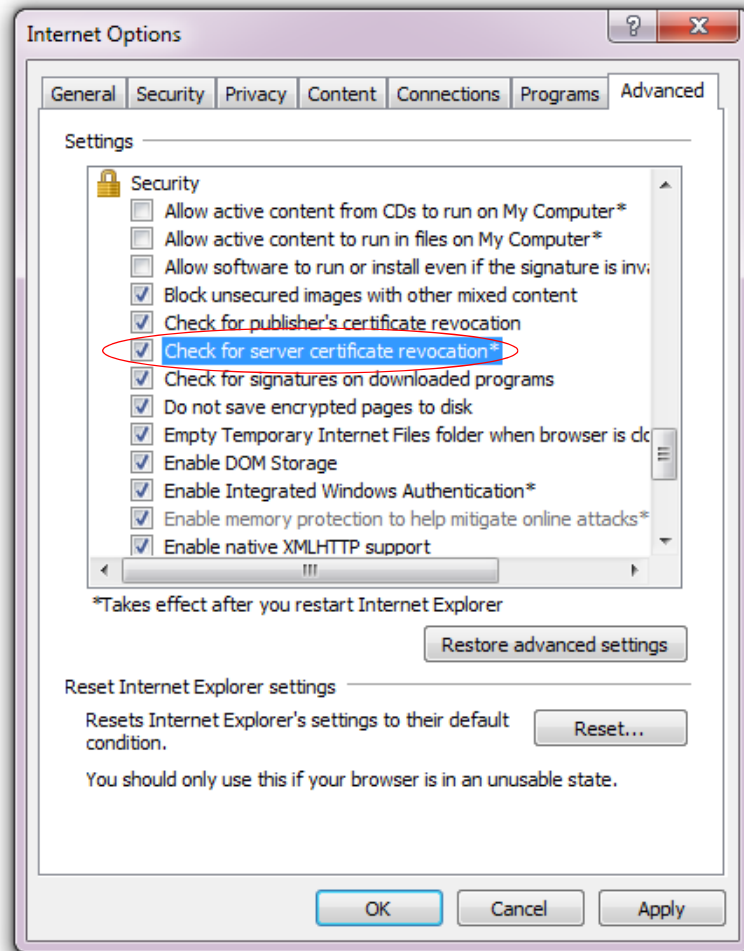 Internet Options
General Security Privacy Content Connections Programs Advanced
Settings
Security
Allow active content from CDs to run on My Computer*
Allow active content to run in files on My Computer*
Allow software to run or install even if the signature is
Block unsecured images with other mixed content
Check for publisher's certificate revocation
Check for server certificate revocation*
Check for signatures on downloaded programs
Do not save encrypted pages to disk
Empty Temporary Internet Files folder when browser is
Enable DOM Storage
Enable Integrated Windows Authentication*
Enable memory protection to help mitigate online attacks*
Enable native XMLHTTP support
*Takes effect after you restart Internet Explorer
Restore advanced settings
Reset Internet Explorer settings
Resets Internet Explorer's settings to their default
condition.
Reset...
You should only use this if your browser is in an unusable state.
OK Cancel Apply